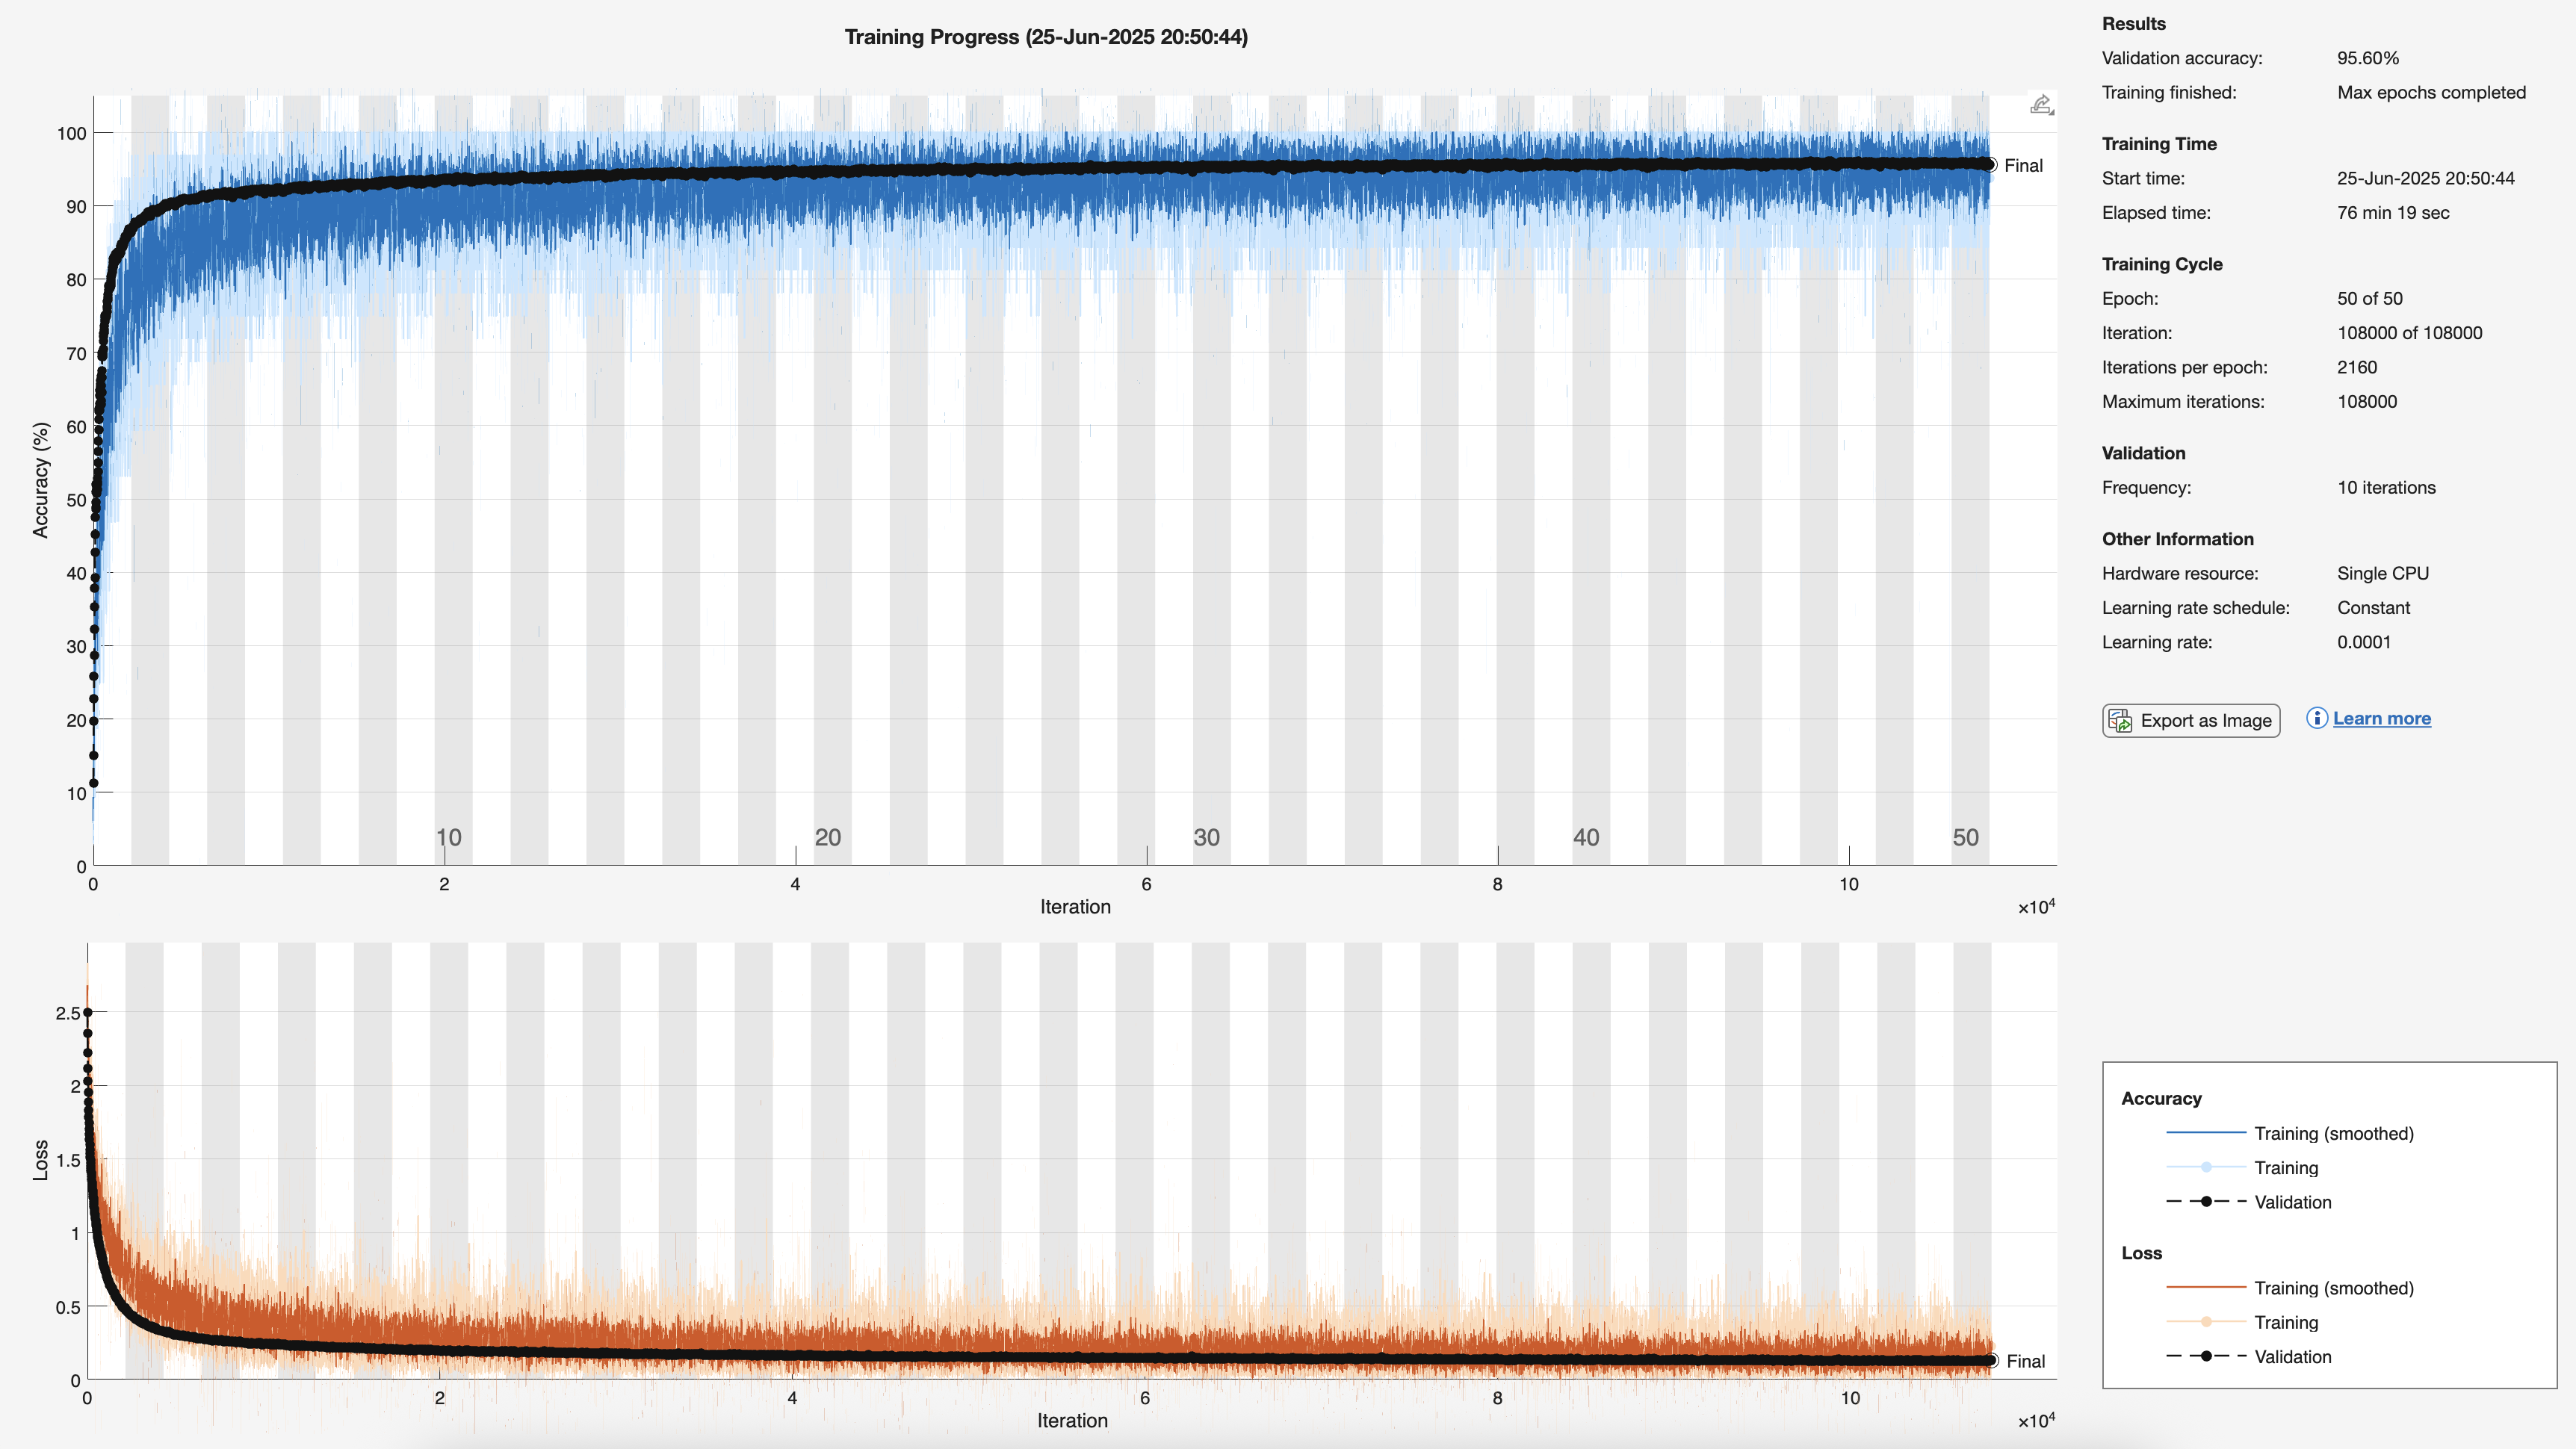 Training Progress (25-Jun-2025 20:50:44)
100
90
80
70
60
50
40
30
20
10
0
Accuracy (%)
Final
10
20
30
40
50
0
2
4
6
8
10
Iteration
×10⁴
2.5
2
1.5
1
0.5
0
Loss
Final
0
2
4
6
8
10
Iteration
×10⁴
Results
Validation accuracy: 95.60%
Training finished: Max epochs completed
Training Time
Start time: 25-Jun-2025 20:50:44
Elapsed time: 76 min 19 sec
Training Cycle
Epoch: 50 of 50
Iteration: 108000 of 108000
Iterations per epoch: 2160
Maximum iterations: 108000
Validation
Frequency: 10 iterations
Other Information
Hardware resource: Single CPU
Learning rate schedule: Constant
Learning rate: 0.0001
Export as Image
Learn more
Accuracy
Training (smoothed)
Training
Validation
Loss
Training (smoothed)
Training
Validation